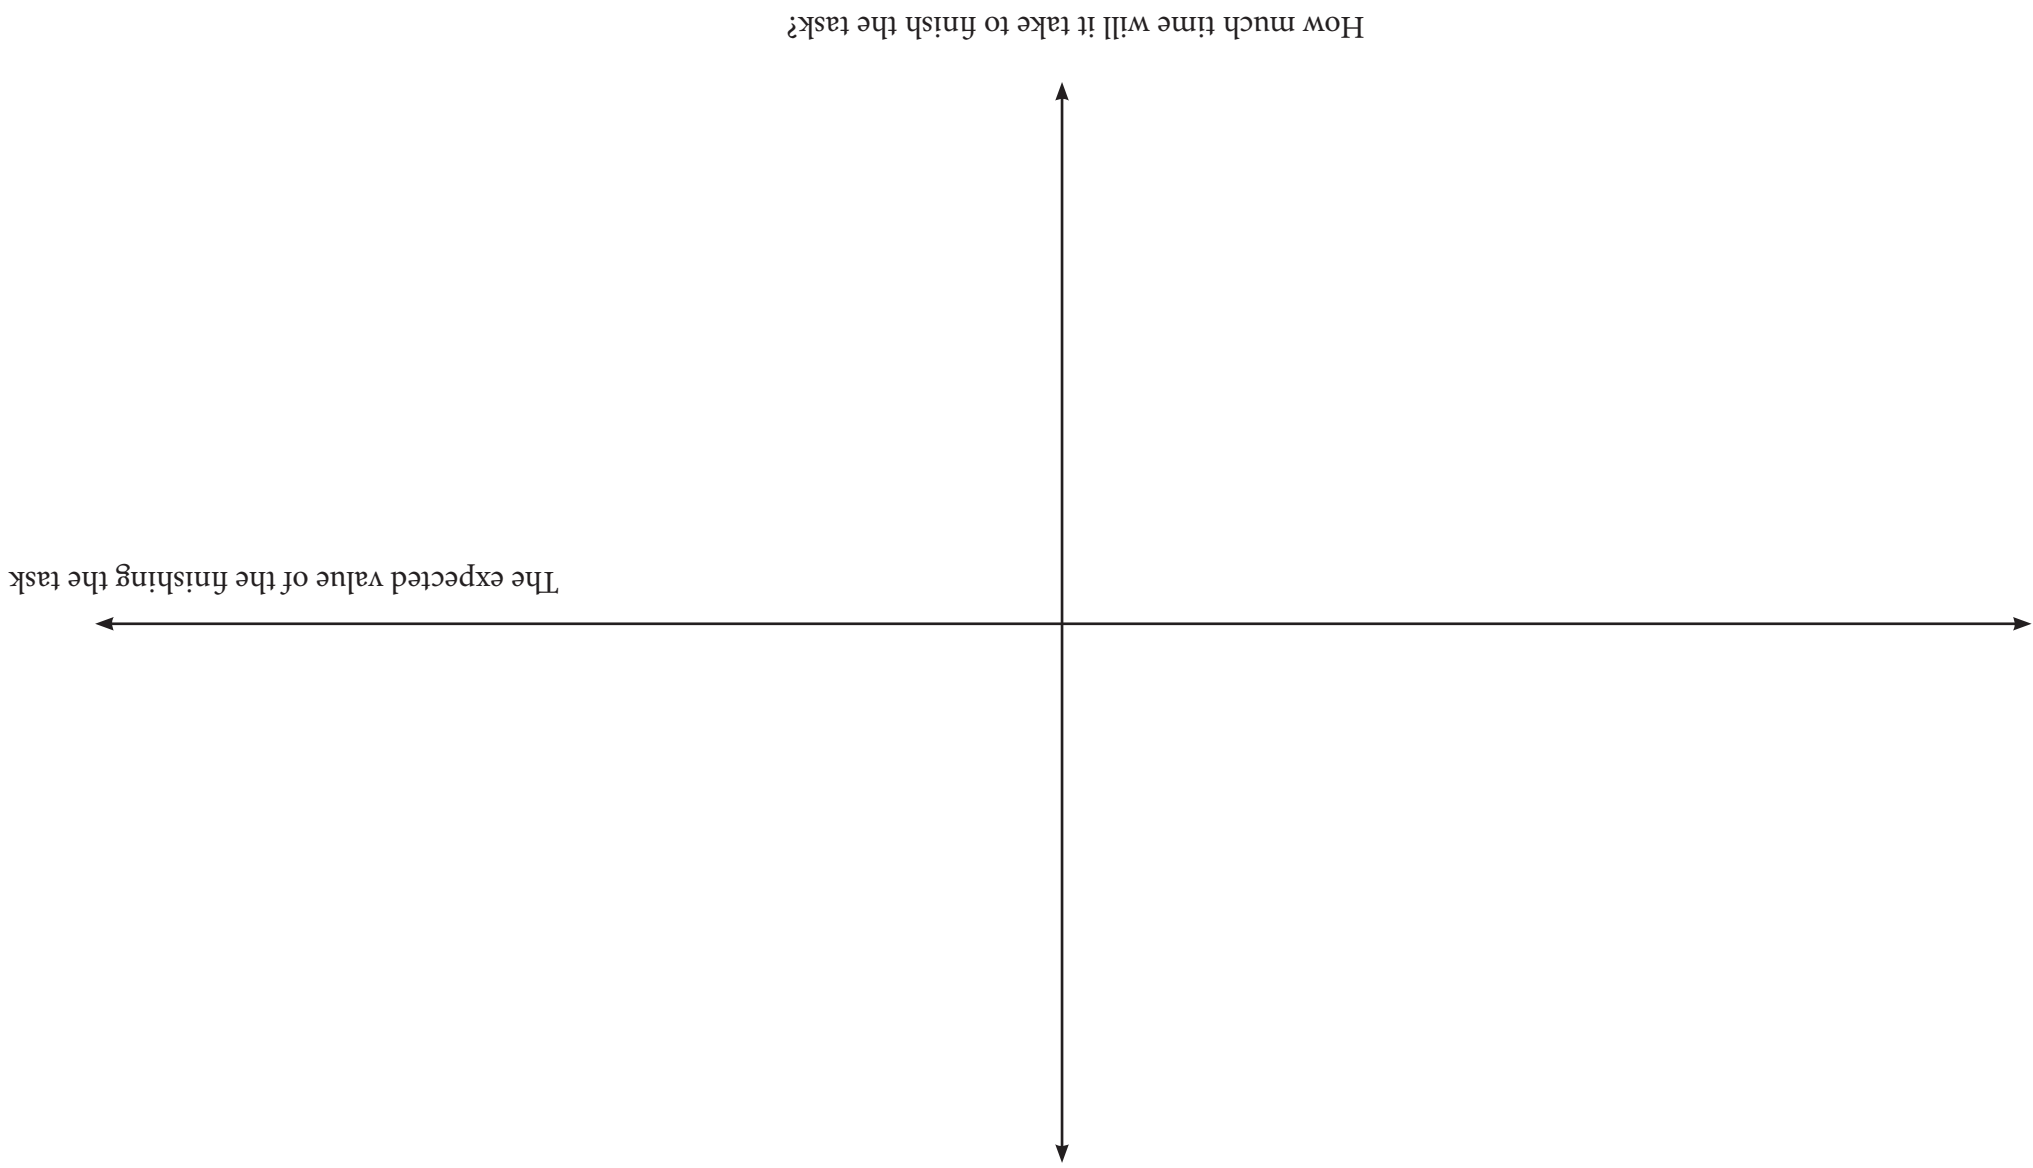 The expected value of the finishing the task
How much time will it take to finish the task?